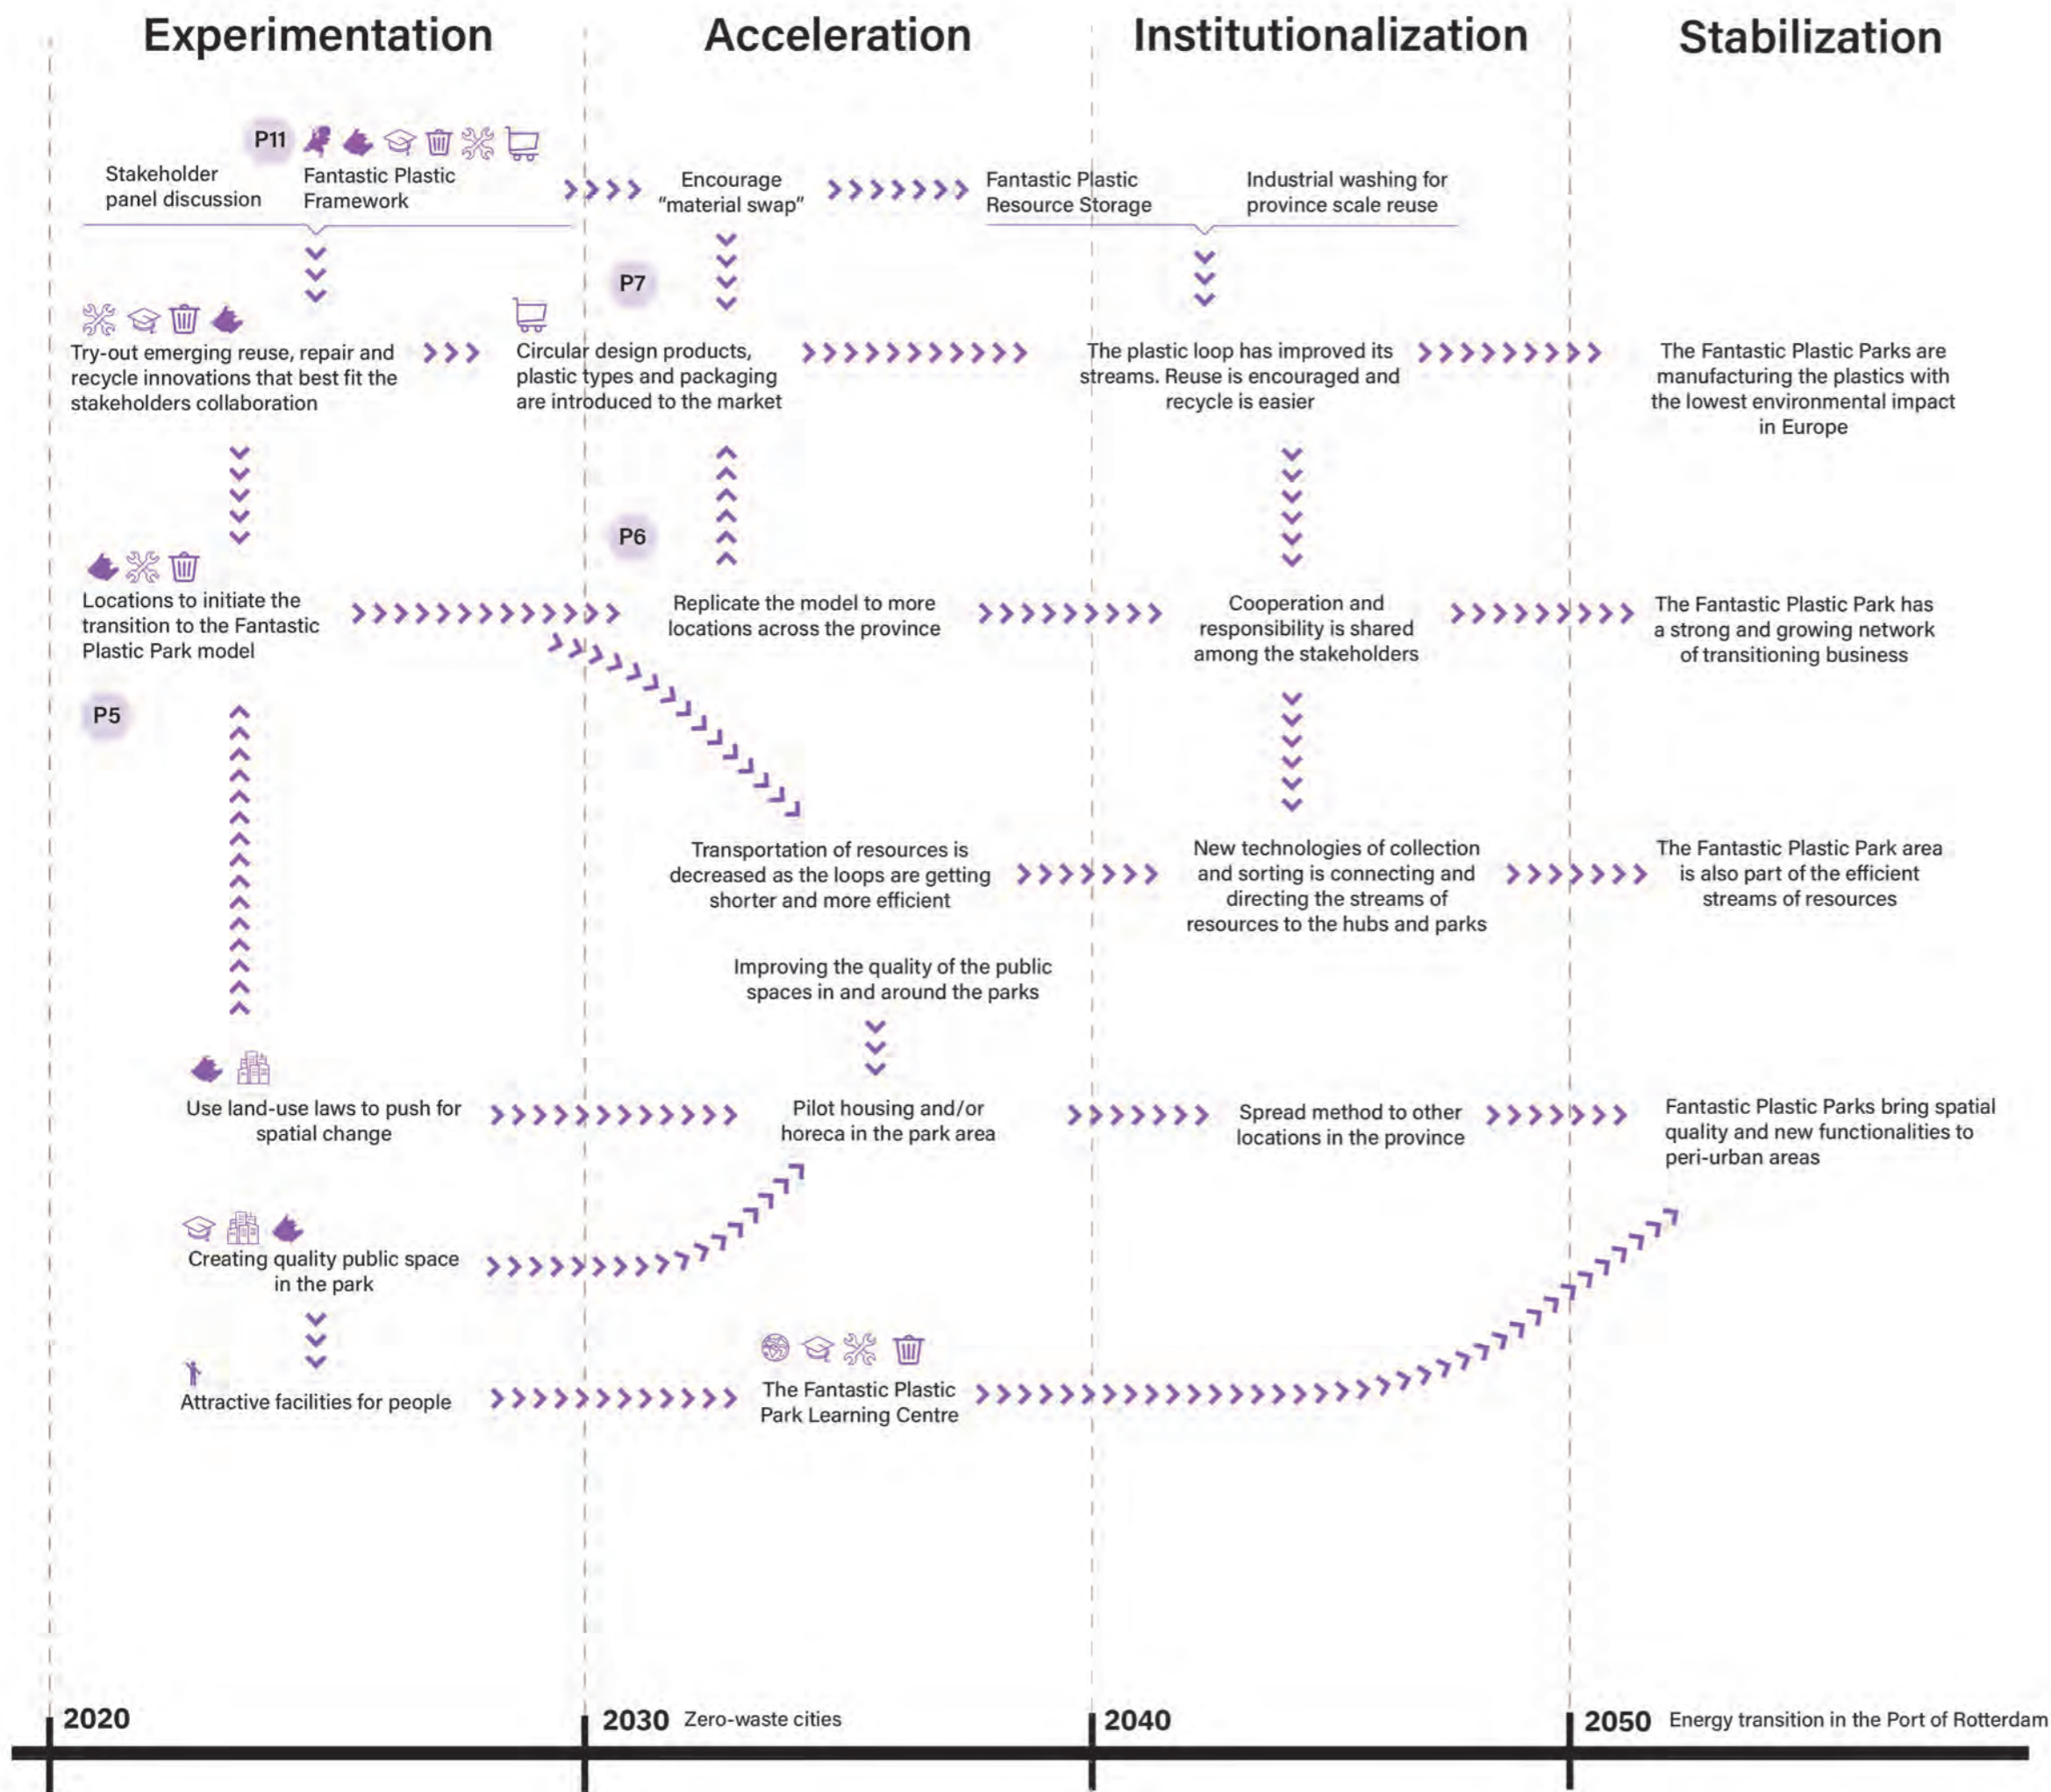 Experimentation
Acceleration
Institutionalization
Stabilization
P11
Stakeholder
panel discussion
Fantastic Plastic
Framework
Encourage
“material swap”
Fantastic Plastic
Resource Storage
Industrial washing for
province scale reuse
P7
Try-out emerging reuse, repair and
recycle innovations that best fit the
stakeholders collaboration
Circular design products,
plastic types and packaging
are introduced to the market
The plastic loop has improved its
streams. Reuse is encouraged and
recycle is easier
The Fantastic Plastic Parks are
manufacturing the plastics with
the lowest environmental impact
in Europe
P6
Locations to initiate the
transition to the Fantastic
Plastic Park model
Replicate the model to more
locations across the province
Cooperation and
responsibility is shared
among the stakeholders
The Fantastic Plastic Park has
a strong and growing network
of transitioning business
P5
Transportation of resources is
decreased as the loops are getting
shorter and more efficient
New technologies of collection
and sorting is connecting and
directing the streams of
resources to the hubs and parks
The Fantastic Plastic Park area
is also part of the efficient
streams of resources
Improving the quality of the public
spaces in and around the parks
Use land-use laws to push for
spatial change
Pilot housing and/or
horeca in the park area
Spread method to other
locations in the province
Fantastic Plastic Parks bring spatial
quality and new functionalities to
peri-urban areas
Creating quality public space
in the park
Attractive facilities for people
The Fantastic Plastic
Park Learning Centre
2020
2030 Zero-waste cities
2040
2050 Energy transition in the Port of Rotterdam